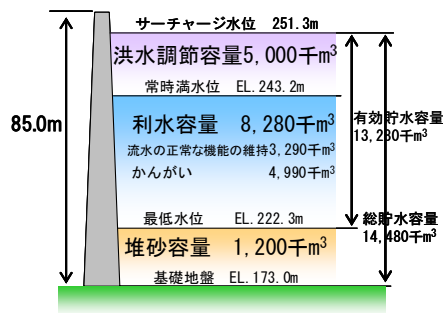 サーチャージ水位 251.3m
洪水調節容量5,000千m³
常時満水位 EL.243.2m
85.0m
利水容量 8,280千m³
有効貯水容量
13,280千m³
流水の正常な機能の維持3,290千m³
かんがい 4,990千m³
最低水位 EL.222.3m
総貯水容量
14,480千m³
堆砂容量 1,200千m³
基礎地盤 EL.173.0m